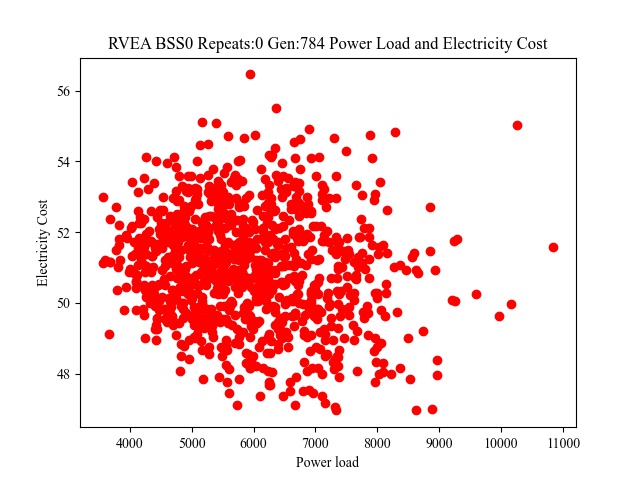 RVEA BSS0 Repeats:0 Gen:784 Power Load and Electricity Cost
56
54
52
50
48
Electricity Cost
4000 5000 6000 7000 8000 9000 10000 11000
Power load